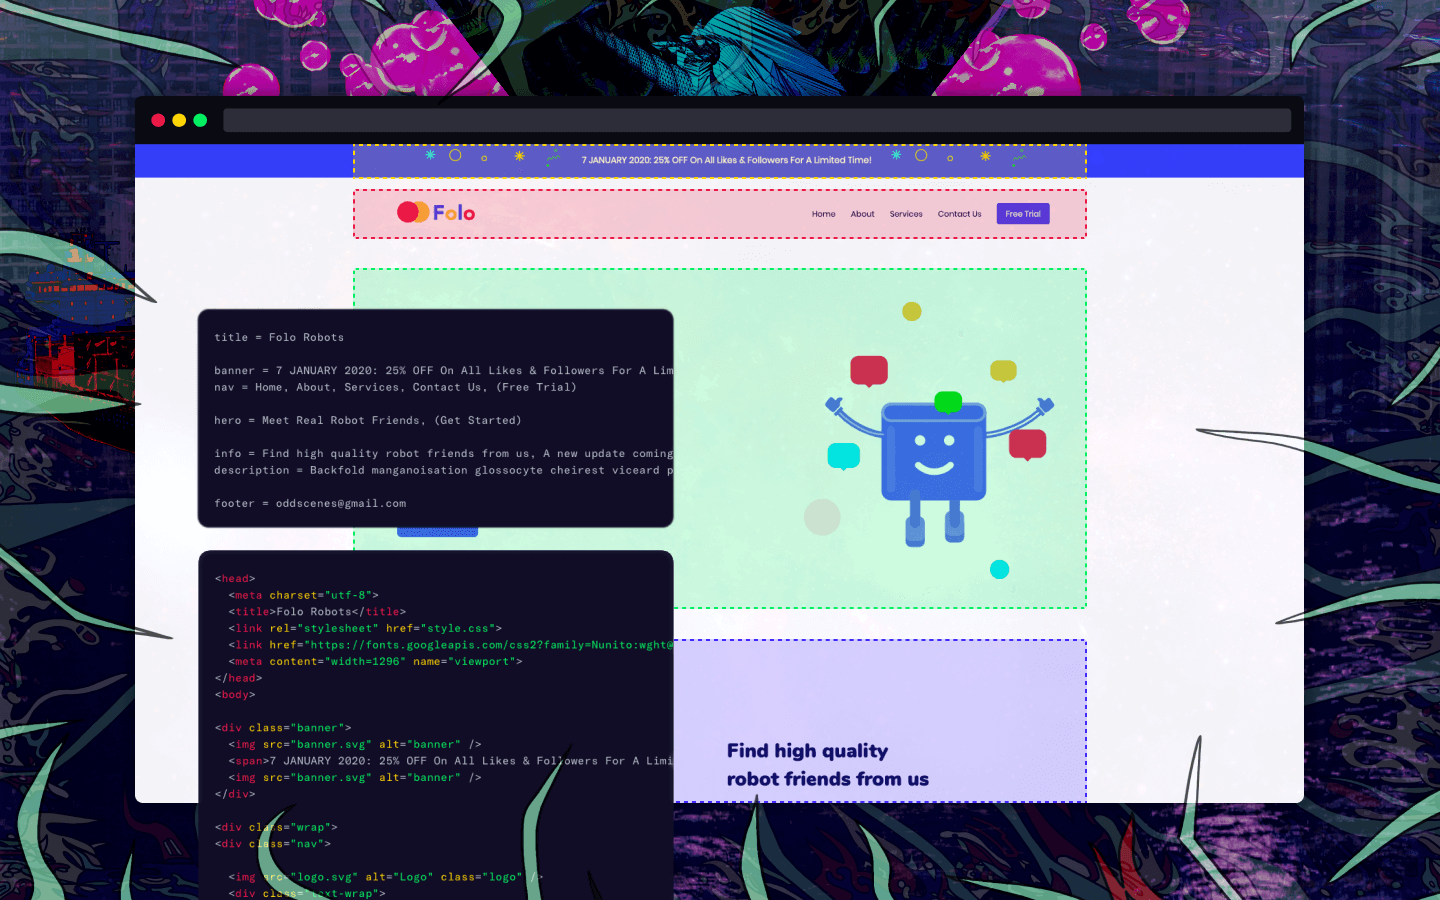 7 JANUARY 2020: 25% OFF On All Likes & Followers For A Limited Time!
Folo
Home About Services Contact Us Free Trial
title = Folo Robots
banner = 7 JANUARY 2020: 25% OFF On All Likes & Followers For A Lim
nav = Home, About, Services, Contact Us, (Free Trial)
hero = Meet Real Robot Friends, (Get Started)
info = Find high quality robot friends from us, A new update coming
description = Backfold manganoisation glossocyte cheirest viceard p
footer = oddscenes@gmail.com
<head>
<meta charset="utf-8">
<title>Folo Robots</title>
<link rel="stylesheet" href="style.css">
<link href="https://fonts.googleapis.com/css2?family=Nunito:wght@
<meta content="width=1296" name="viewport">
</head>
<body>
<div class="banner">
<img src="banner.svg" alt="banner" />
<span>7 JANUARY 2020: 25% OFF On All Likes & Followers For A Limi
<img src="banner.svg" alt="banner" />
</div>
<div class="wrap">
<div class="nav">
<img src="logo.svg" alt="Logo" class="logo" />
<div class="text-wrap">
Find high quality
robot friends from us